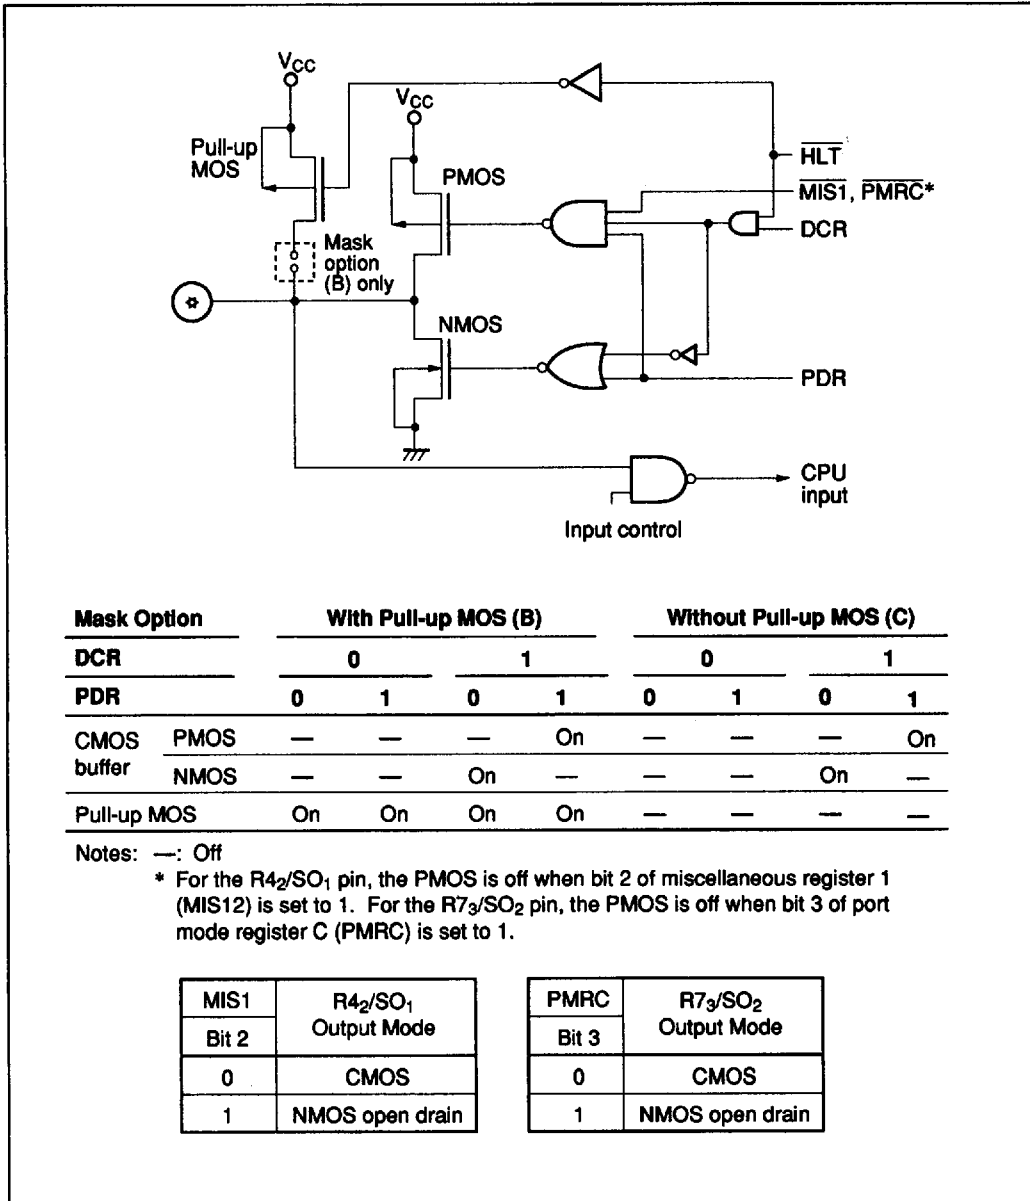 VCC
VCC
Pull-up
MOS
HLT
PMOS
MIS1, PMRC*
DCR
Mask
option
(B) only
NMOS
PDR
CPU
input
Input control
Mask Option With Pull-up MOS (B) Without Pull-up MOS (C)
DCR 0 1 0 1
PDR 0 1 0 1 0 1 0 1
CMOS buffer PMOS — — — On — — — On
NMOS — — On — — — On —
Pull-up MOS On On On On — — — —
Notes: —: Off
* For the R4₂/SO₁ pin, the PMOS is off when bit 2 of miscellaneous register 1
(MIS12) is set to 1. For the R7₃/SO₂ pin, the PMOS is off when bit 3 of port
mode register C (PMRC) is set to 1.
MIS1 R4₂/SO₁
Bit 2 Output Mode
0 CMOS
1 NMOS open drain
PMRC R7₃/SO₂
Bit 3 Output Mode
0 CMOS
1 NMOS open drain